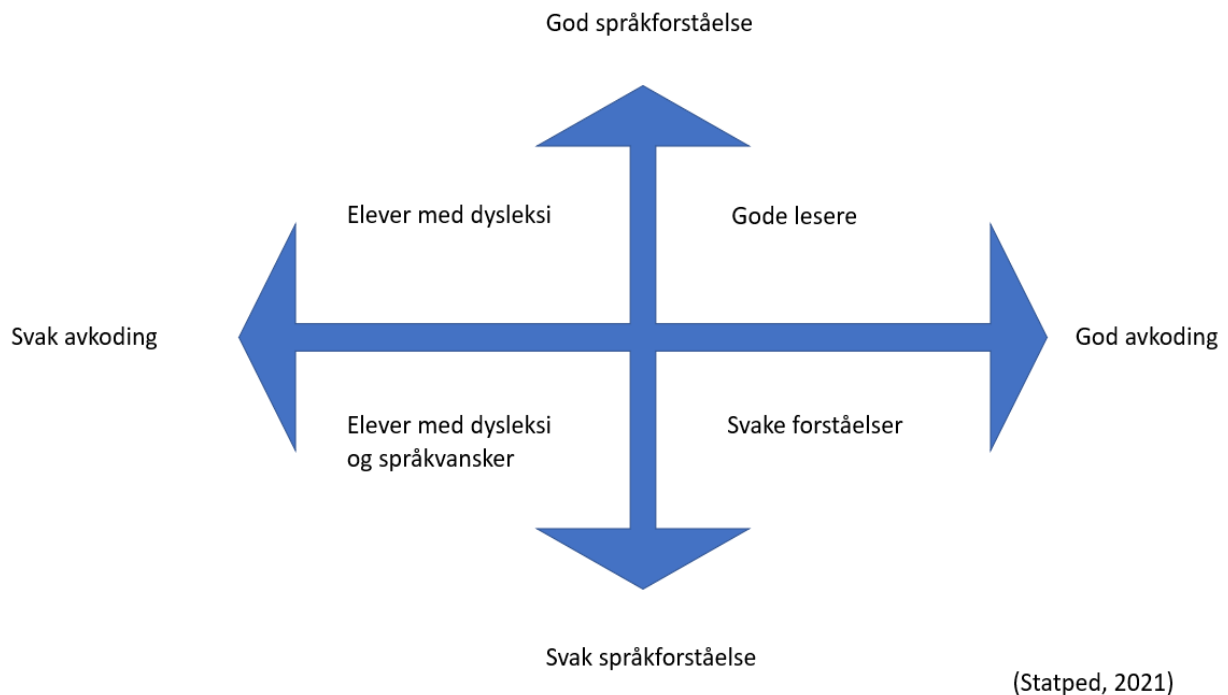 God språkforståelse
Elever med dysleksi
Gode lesere
Svak avkoding
God avkoding
Elever med dysleksi
og språkvansker
Svake forståelser
Svak språkforståelse
(Statped, 2021)